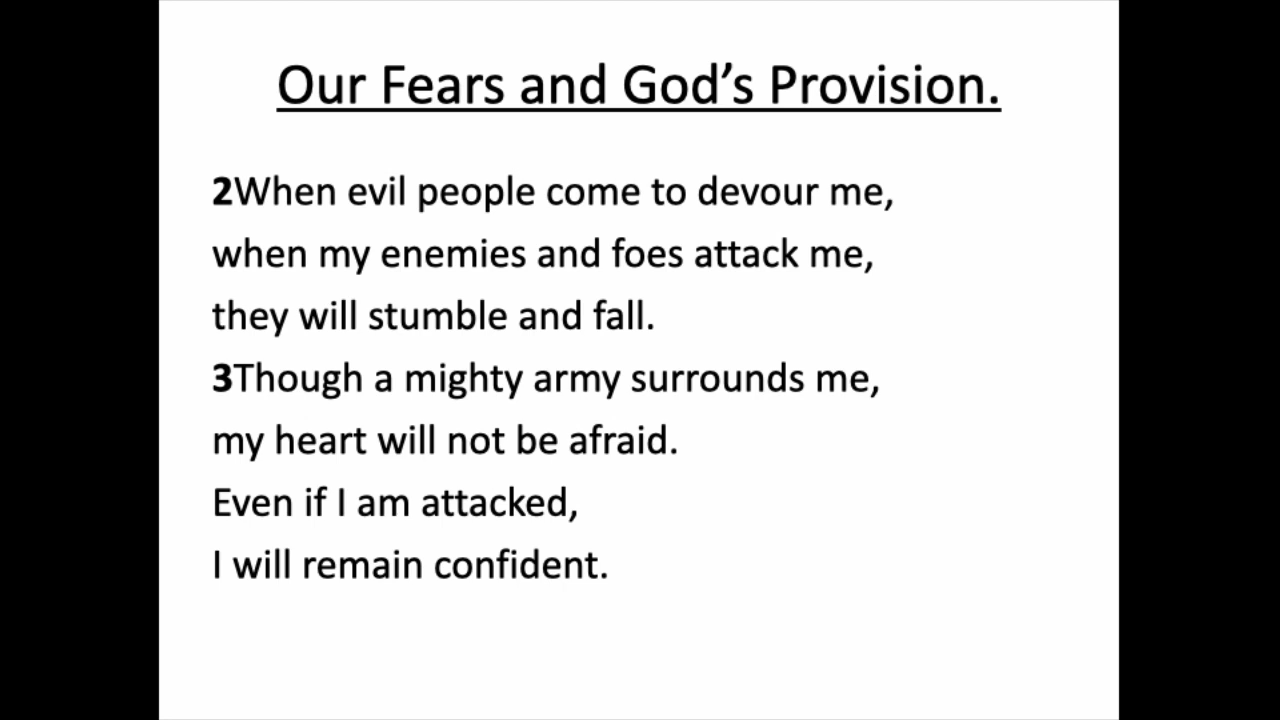 Our Fears and God’s Provision.
2When evil people come to devour me,
when my enemies and foes attack me,
they will stumble and fall.
3Though a mighty army surrounds me,
my heart will not be afraid.
Even if I am attacked,
I will remain confident.